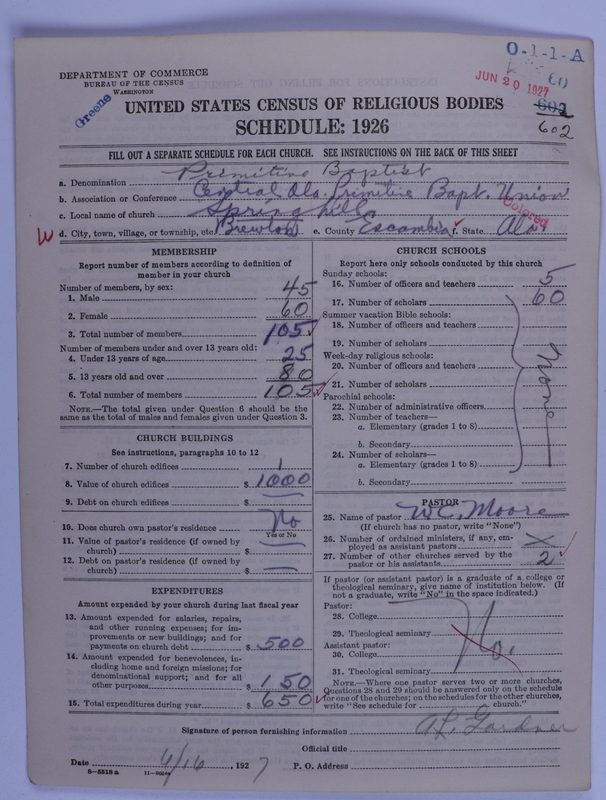 O-1-1-A
DEPARTMENT OF COMMERCE
BUREAU OF THE CENSUS
WASHINGTON
Greene
JUN 20 1927
(1)
602
602
UNITED STATES CENSUS OF RELIGIOUS BODIES
SCHEDULE: 1926
FILL OUT A SEPARATE SCHEDULE FOR EACH CHURCH. SEE INSTRUCTIONS ON THE BACK OF THIS SHEET
a. Denomination Primitive Baptist
b. Association or Conference Central Ala. Primitive Bapt. Union
c. Local name of church Spring hill
Colored
W d. City, town, village, or township, etc. Brewton e. County Escambia f. State Ala
MEMBERSHIP
Report number of members according to definition of
member in your church
Number of members, by sex:
1. Male 45
2. Female 60
3. Total number of members 105
Number of members under and over 13 years old:
4. Under 13 years of age 25
5. 13 years old and over 80
6. Total number of members 105
NOTE.—The total given under Question 6 should be the
same as the total of males and females given under Question 3.
CHURCH BUILDINGS
See instructions, paragraphs 10 to 12
7. Number of church edifices 1
8. Value of church edifices $ 1000
9. Debt on church edifices $ —
10. Does church own pastor's residence No
Yes or No
11. Value of pastor's residence (if owned by
church) $ —
12. Debt on pastor's residence (if owned by
church) $ —
EXPENDITURES
Amount expended by your church during last fiscal year
13. Amount expended for salaries, repairs,
and other running expenses; for im-
provements or new buildings; and for
payments on church debt $ 500
14. Amount expended for benevolences, in-
cluding home and foreign missions; for
denominational support; and for all
other purposes $ 150
15. Total expenditures during year $ 650
CHURCH SCHOOLS
Report here only schools conducted by this church
Sunday schools:
16. Number of officers and teachers 5
17. Number of scholars 60
Summer vacation Bible schools:
18. Number of officers and teachers
19. Number of scholars
Week-day religious schools:
20. Number of officers and teachers
21. Number of scholars
None
Parochial schools:
22. Number of administrative officers
23. Number of teachers—
a. Elementary (grades 1 to 8)
b. Secondary
24. Number of scholars—
a. Elementary (grades 1 to 8)
b. Secondary
PASTOR
25. Name of pastor W.C. Moore
(If church has no pastor, write "None")
26. Number of ordained ministers, if any, em-
ployed as assistant pastors X
27. Number of other churches served by the
pastor or his assistants 2
If pastor (or assistant pastor) is a graduate of a college or
theological seminary, give name of institution below. (If
not a graduate, write "No" in the space indicated.)
Pastor:
28. College
29. Theological seminary
No.
Assistant pastor:
30. College
31. Theological seminary
NOTE.—Where one pastor serves two or more churches,
Questions 28 and 29 should be answered only on the schedule
for one of the churches; on the schedules for the other churches,
write "See schedule for church."
Signature of person furnishing information A L Gardner
Official title
Date 6/16, 1927 P. O. Address
8—5518 a